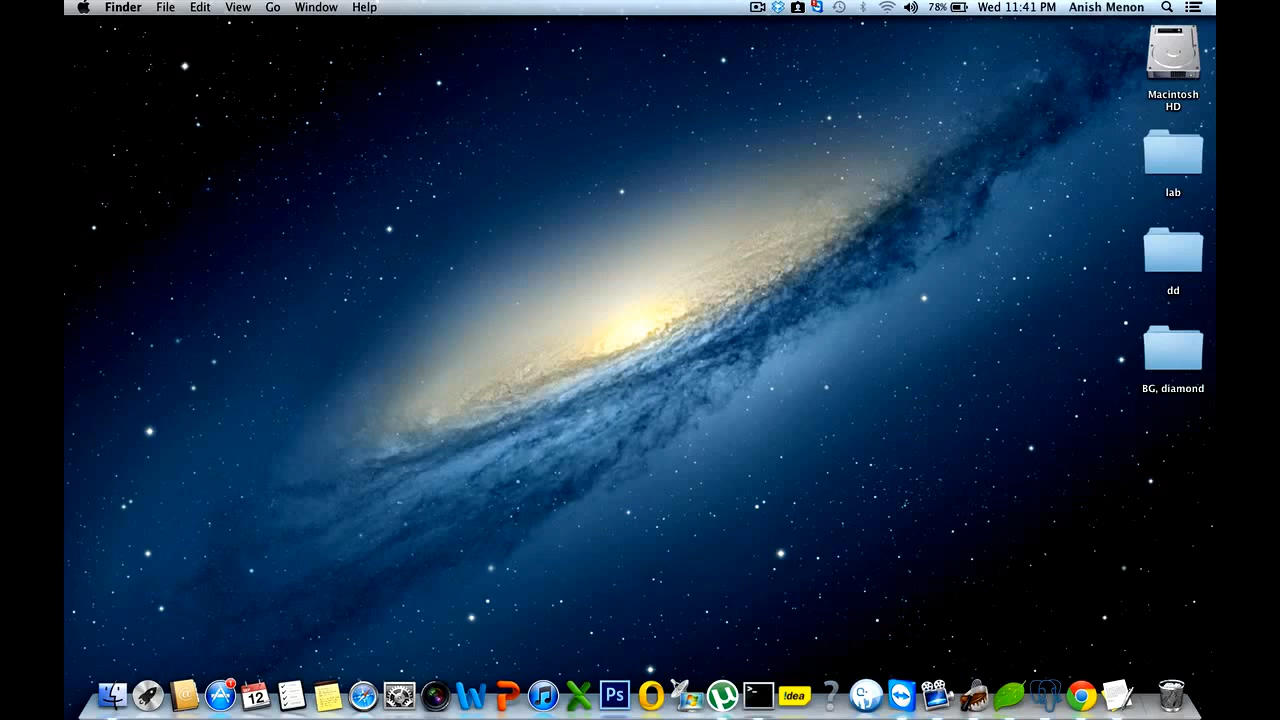 Finder File Edit View Go Window Help 78% Wed 11:41 PM Anish Menon
Macintosh
HD
lab
dd
BG, diamond
12
Ps
!dea